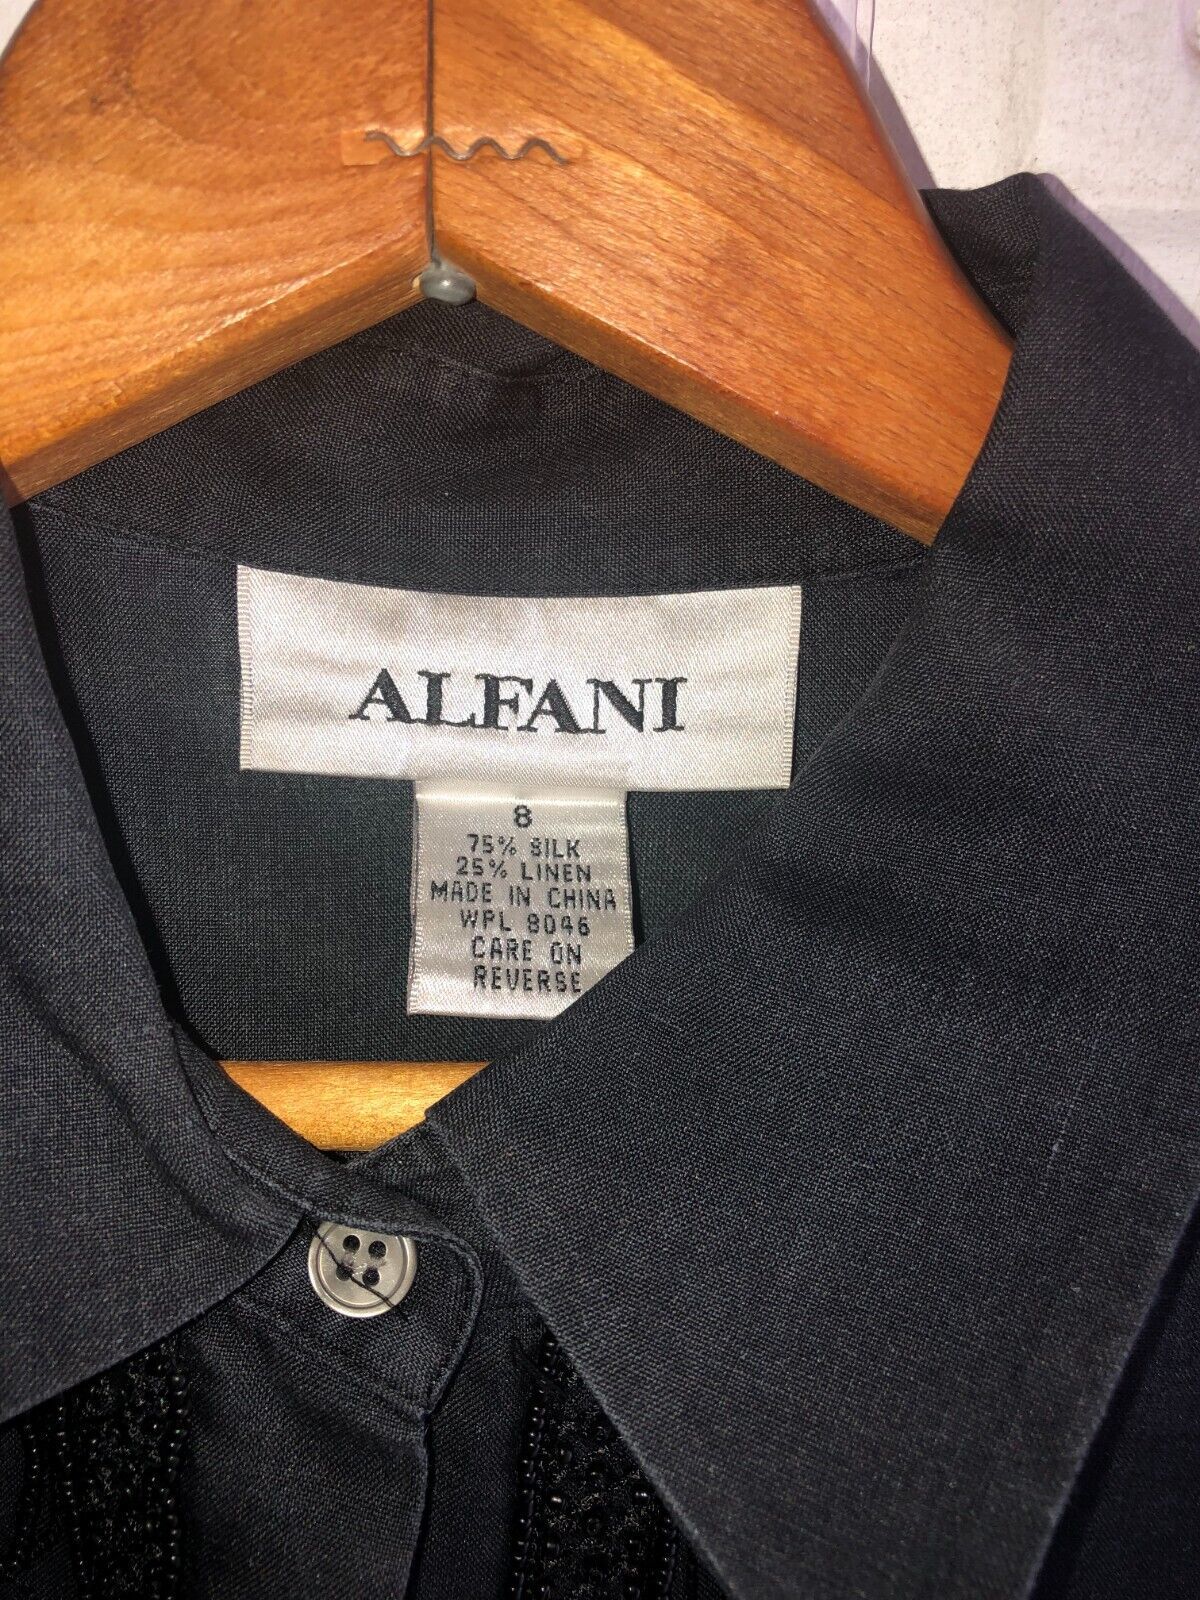 ALFANI
8
75% SILK
25% LINEN
MADE IN CHINA
WPL 8046
CARE ON
REVERSE